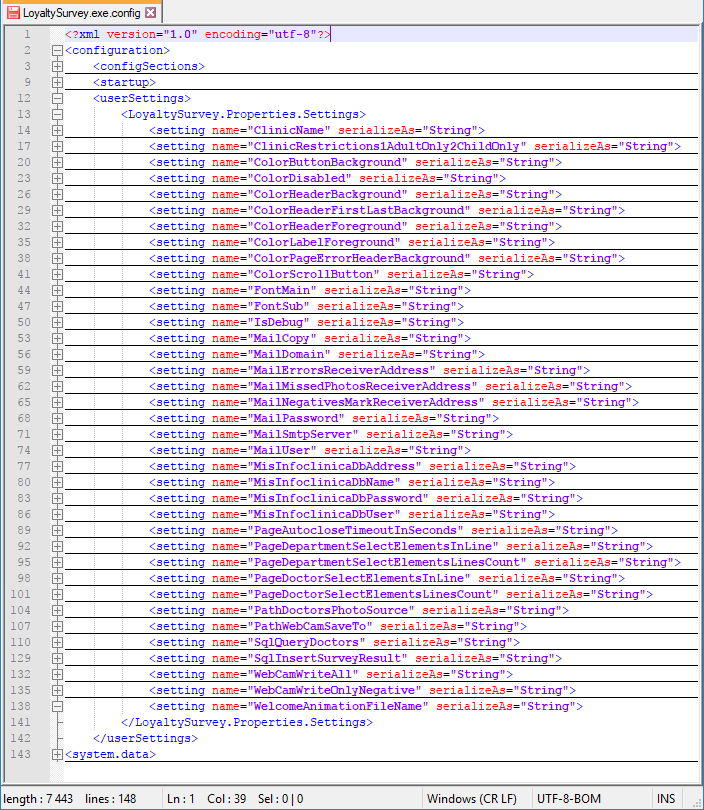 LoyaltySurvey.exe.config
1 <?xml version="1.0" encoding="utf-8"?>
2 <configuration>
3 <configSections>
9 <startup>
12 <userSettings>
13 <LoyaltySurvey.Properties.Settings>
14 <setting name="ClinicName" serializeAs="String">
17 <setting name="ClinicRestrictions1AdultOnly2ChildOnly" serializeAs="String">
20 <setting name="ColorButtonBackground" serializeAs="String">
23 <setting name="ColorDisabled" serializeAs="String">
26 <setting name="ColorHeaderBackground" serializeAs="String">
29 <setting name="ColorHeaderFirstLastBackground" serializeAs="String">
32 <setting name="ColorHeaderForeground" serializeAs="String">
35 <setting name="ColorLabelForeground" serializeAs="String">
38 <setting name="ColorPageErrorHeaderBackground" serializeAs="String">
41 <setting name="ColorScrollButton" serializeAs="String">
44 <setting name="FontMain" serializeAs="String">
47 <setting name="FontSub" serializeAs="String">
50 <setting name="IsDebug" serializeAs="String">
53 <setting name="MailCopy" serializeAs="String">
56 <setting name="MailDomain" serializeAs="String">
59 <setting name="MailErrorsReceiverAddress" serializeAs="String">
62 <setting name="MailMissedPhotosReceiverAddress" serializeAs="String">
65 <setting name="MailNegativesMarkReceiverAddress" serializeAs="String">
68 <setting name="MailPassword" serializeAs="String">
71 <setting name="MailSmtpServer" serializeAs="String">
74 <setting name="MailUser" serializeAs="String">
77 <setting name="MisInfoclinicaDbAddress" serializeAs="String">
80 <setting name="MisInfoclinicaDbName" serializeAs="String">
83 <setting name="MisInfoclinicaDbPassword" serializeAs="String">
86 <setting name="MisInfoclinicaDbUser" serializeAs="String">
89 <setting name="PageAutocloseTimeoutInSeconds" serializeAs="String">
92 <setting name="PageDepartmentSelectElementsInLine" serializeAs="String">
95 <setting name="PageDepartmentSelectElementsLinesCount" serializeAs="String">
98 <setting name="PageDoctorSelectElementsInLine" serializeAs="String">
101 <setting name="PageDoctorSelectElementsLinesCount" serializeAs="String">
104 <setting name="PathDoctorsPhotoSource" serializeAs="String">
107 <setting name="PathWebCamSaveTo" serializeAs="String">
110 <setting name="SqlQueryDoctors" serializeAs="String">
129 <setting name="SqlInsertSurveyResult" serializeAs="String">
132 <setting name="WebCamWriteAll" serializeAs="String">
135 <setting name="WebCamWriteOnlyNegative" serializeAs="String">
138 <setting name="WelcomeAnimationFileName" serializeAs="String">
141 </LoyaltySurvey.Properties.Settings>
142 </userSettings>
143 <system.data>
length : 7 443 lines : 148 Ln : 1 Col : 39 Sel : 0 | 0 Windows (CR LF) UTF-8-BOM INS